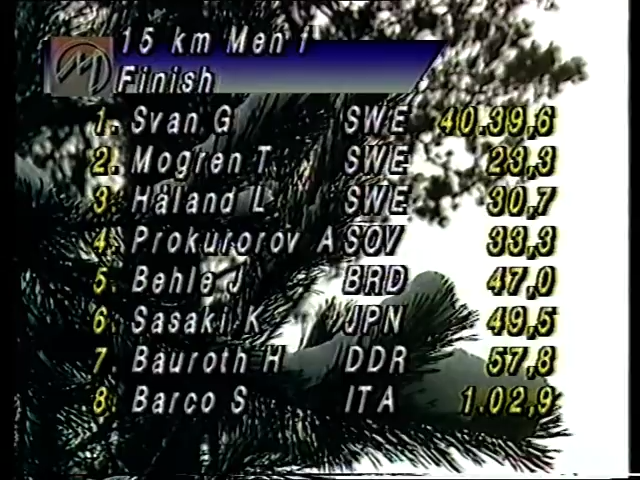 15 km Men f
Finish
1. Svan G SWE 40.39,6
2. Mogren T SWE 23,3
3. Håland L SWE 30,7
4. Prokurorov A SOV 33,3
5. Behle J BRD 47,0
6. Sasaki K JPN 49,5
7. Bauroth H DDR 57,8
8. Barco S ITA 1.02,9